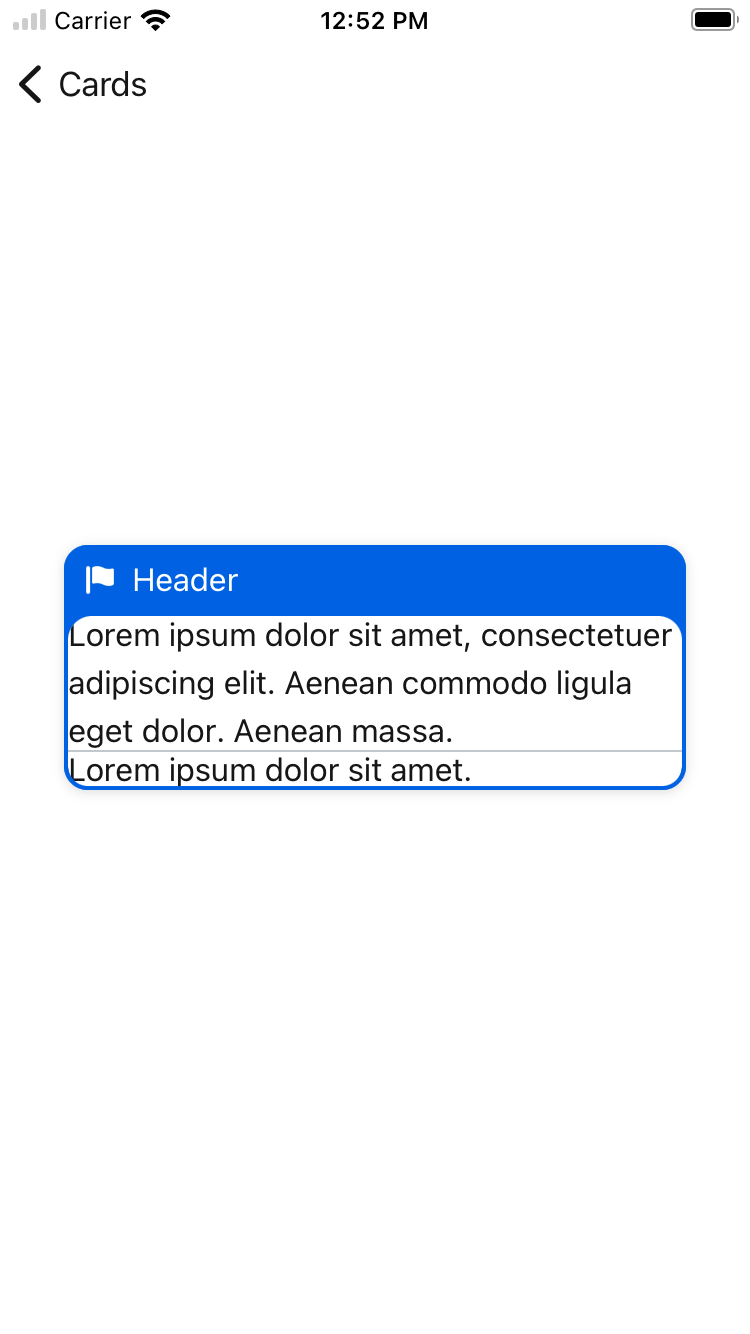 Carrier 12:52 PM
Cards
Header
Lorem ipsum dolor sit amet, consectetuer
adipiscing elit. Aenean commodo ligula
eget dolor. Aenean massa.
Lorem ipsum dolor sit amet.